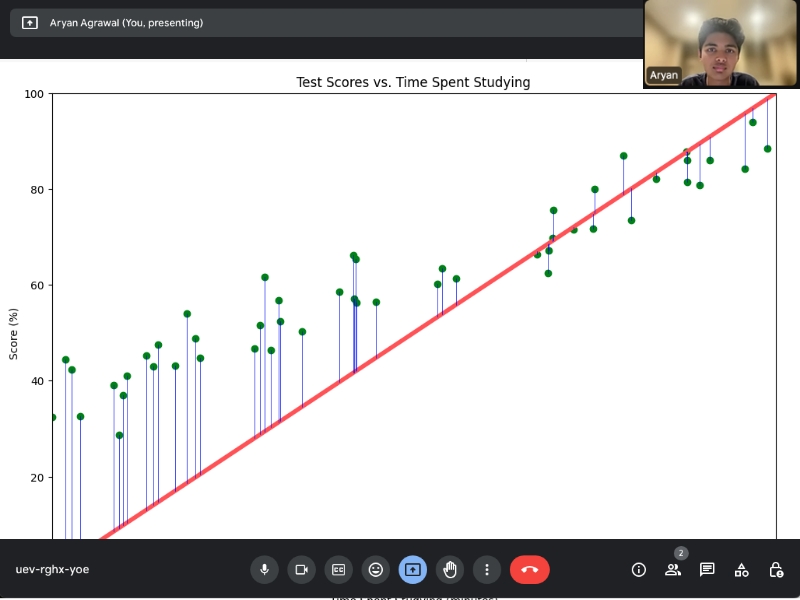 Aryan Agrawal (You, presenting)
Aryan
Test Scores vs. Time Spent Studying
100
80
60
40
20
Score (%)
uev-rghx-yoe
2
Time Spent Studying (minutes)